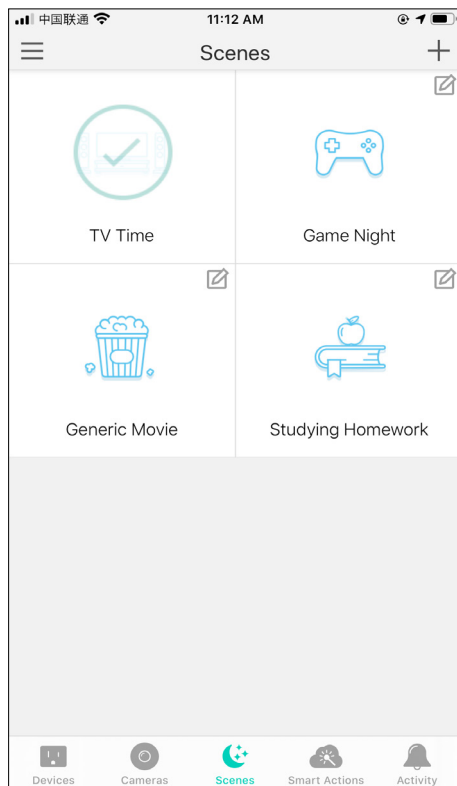 中国联通 11:12 AM
Scenes
TV Time
Game Night
Generic Movie
Studying Homework
Devices Cameras Scenes Smart Actions Activity